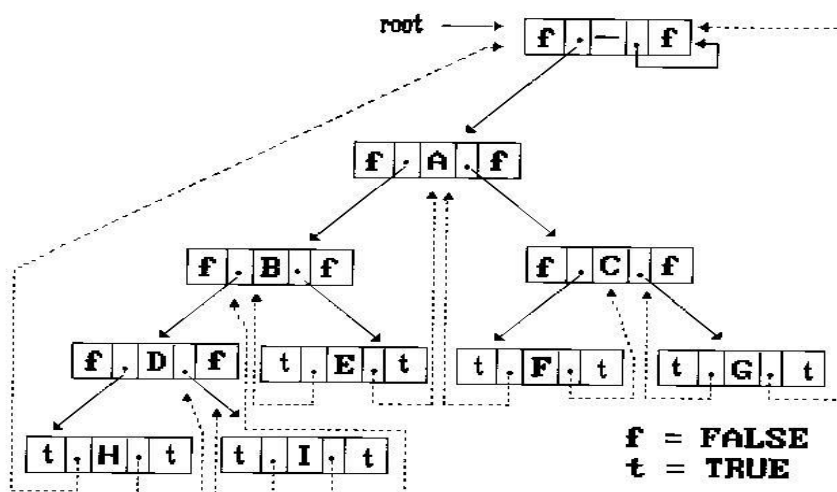 root
f . - . f
f . A . f
f . B . f
f . C . f
f . D . f
t . E . t
t . F . t
t . G . t
t . H . t
t . I . t
f = FALSE
t = TRUE